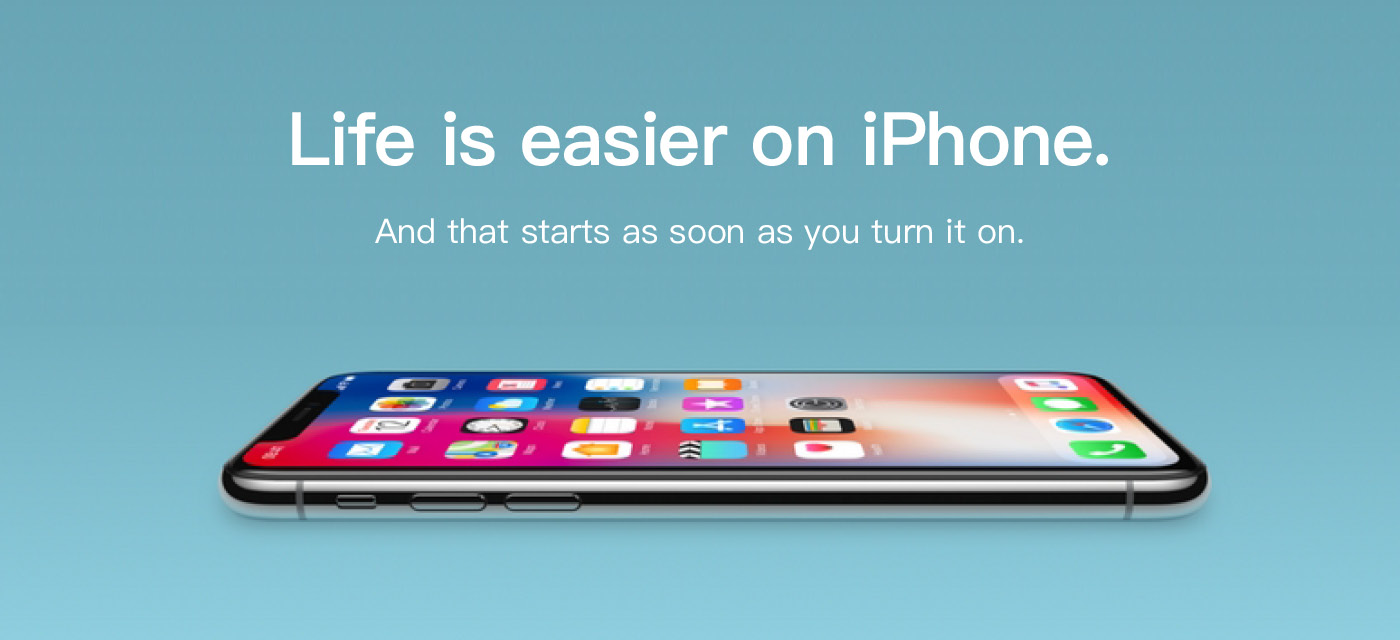 Life is easier on iPhone.
And that starts as soon as you turn it on.